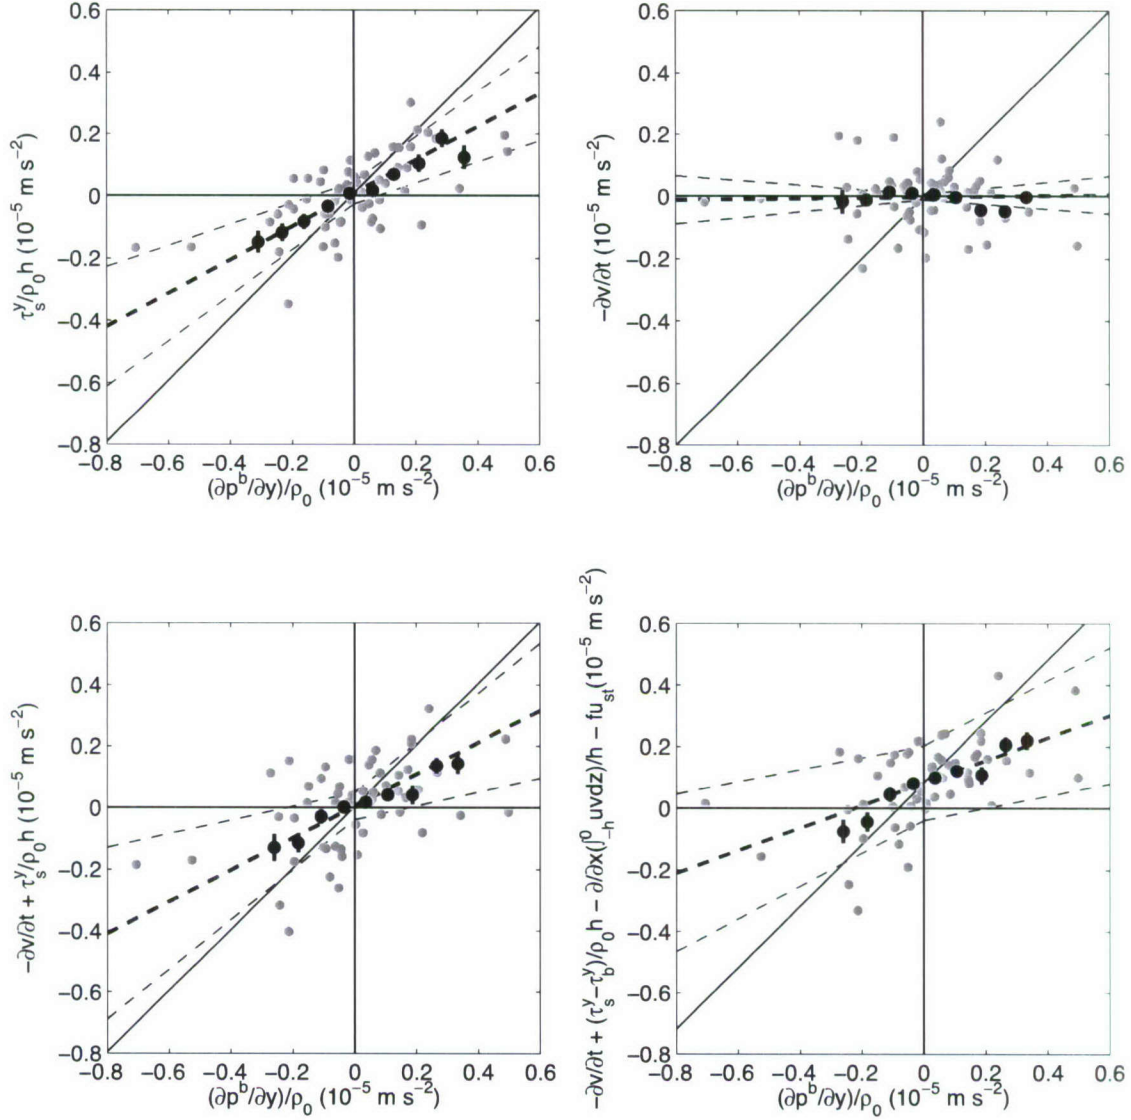 0.6
0.4
0.2
0
−0.2
−0.4
−0.6
−0.8
−0.8 −0.6 −0.4 −0.2 0 0.2 0.4 0.6
(∂p^b/∂y)/ρ_0 (10^−5 m s^−2)
τ_s^y/ρ_0h (10^−5 m s^−2)
0.6
0.4
0.2
0
−0.2
−0.4
−0.6
−0.8
−0.8 −0.6 −0.4 −0.2 0 0.2 0.4 0.6
(∂p^b/∂y)/ρ_0 (10^−5 m s^−2)
−∂v/∂t (10^−5 m s^−2)
0.6
0.4
0.2
0
−0.2
−0.4
−0.6
−0.8
−0.8 −0.6 −0.4 −0.2 0 0.2 0.4 0.6
(∂p^b/∂y)/ρ_0 (10^−5 m s^−2)
−∂v/∂t + τ_s^y/ρ_0h (10^−5 m s^−2)
0.6
0.4
0.2
0
−0.2
−0.4
−0.6
−0.8
−0.8 −0.6 −0.4 −0.2 0 0.2 0.4 0.6
(∂p^b/∂y)/ρ_0 (10^−5 m s^−2)
−∂v/∂t + (τ_s^y−τ_b^y)/ρ_0h − ∂/∂x(∫_−h^0 uvdz)/h − fu_st(10^−5 m s^−2)